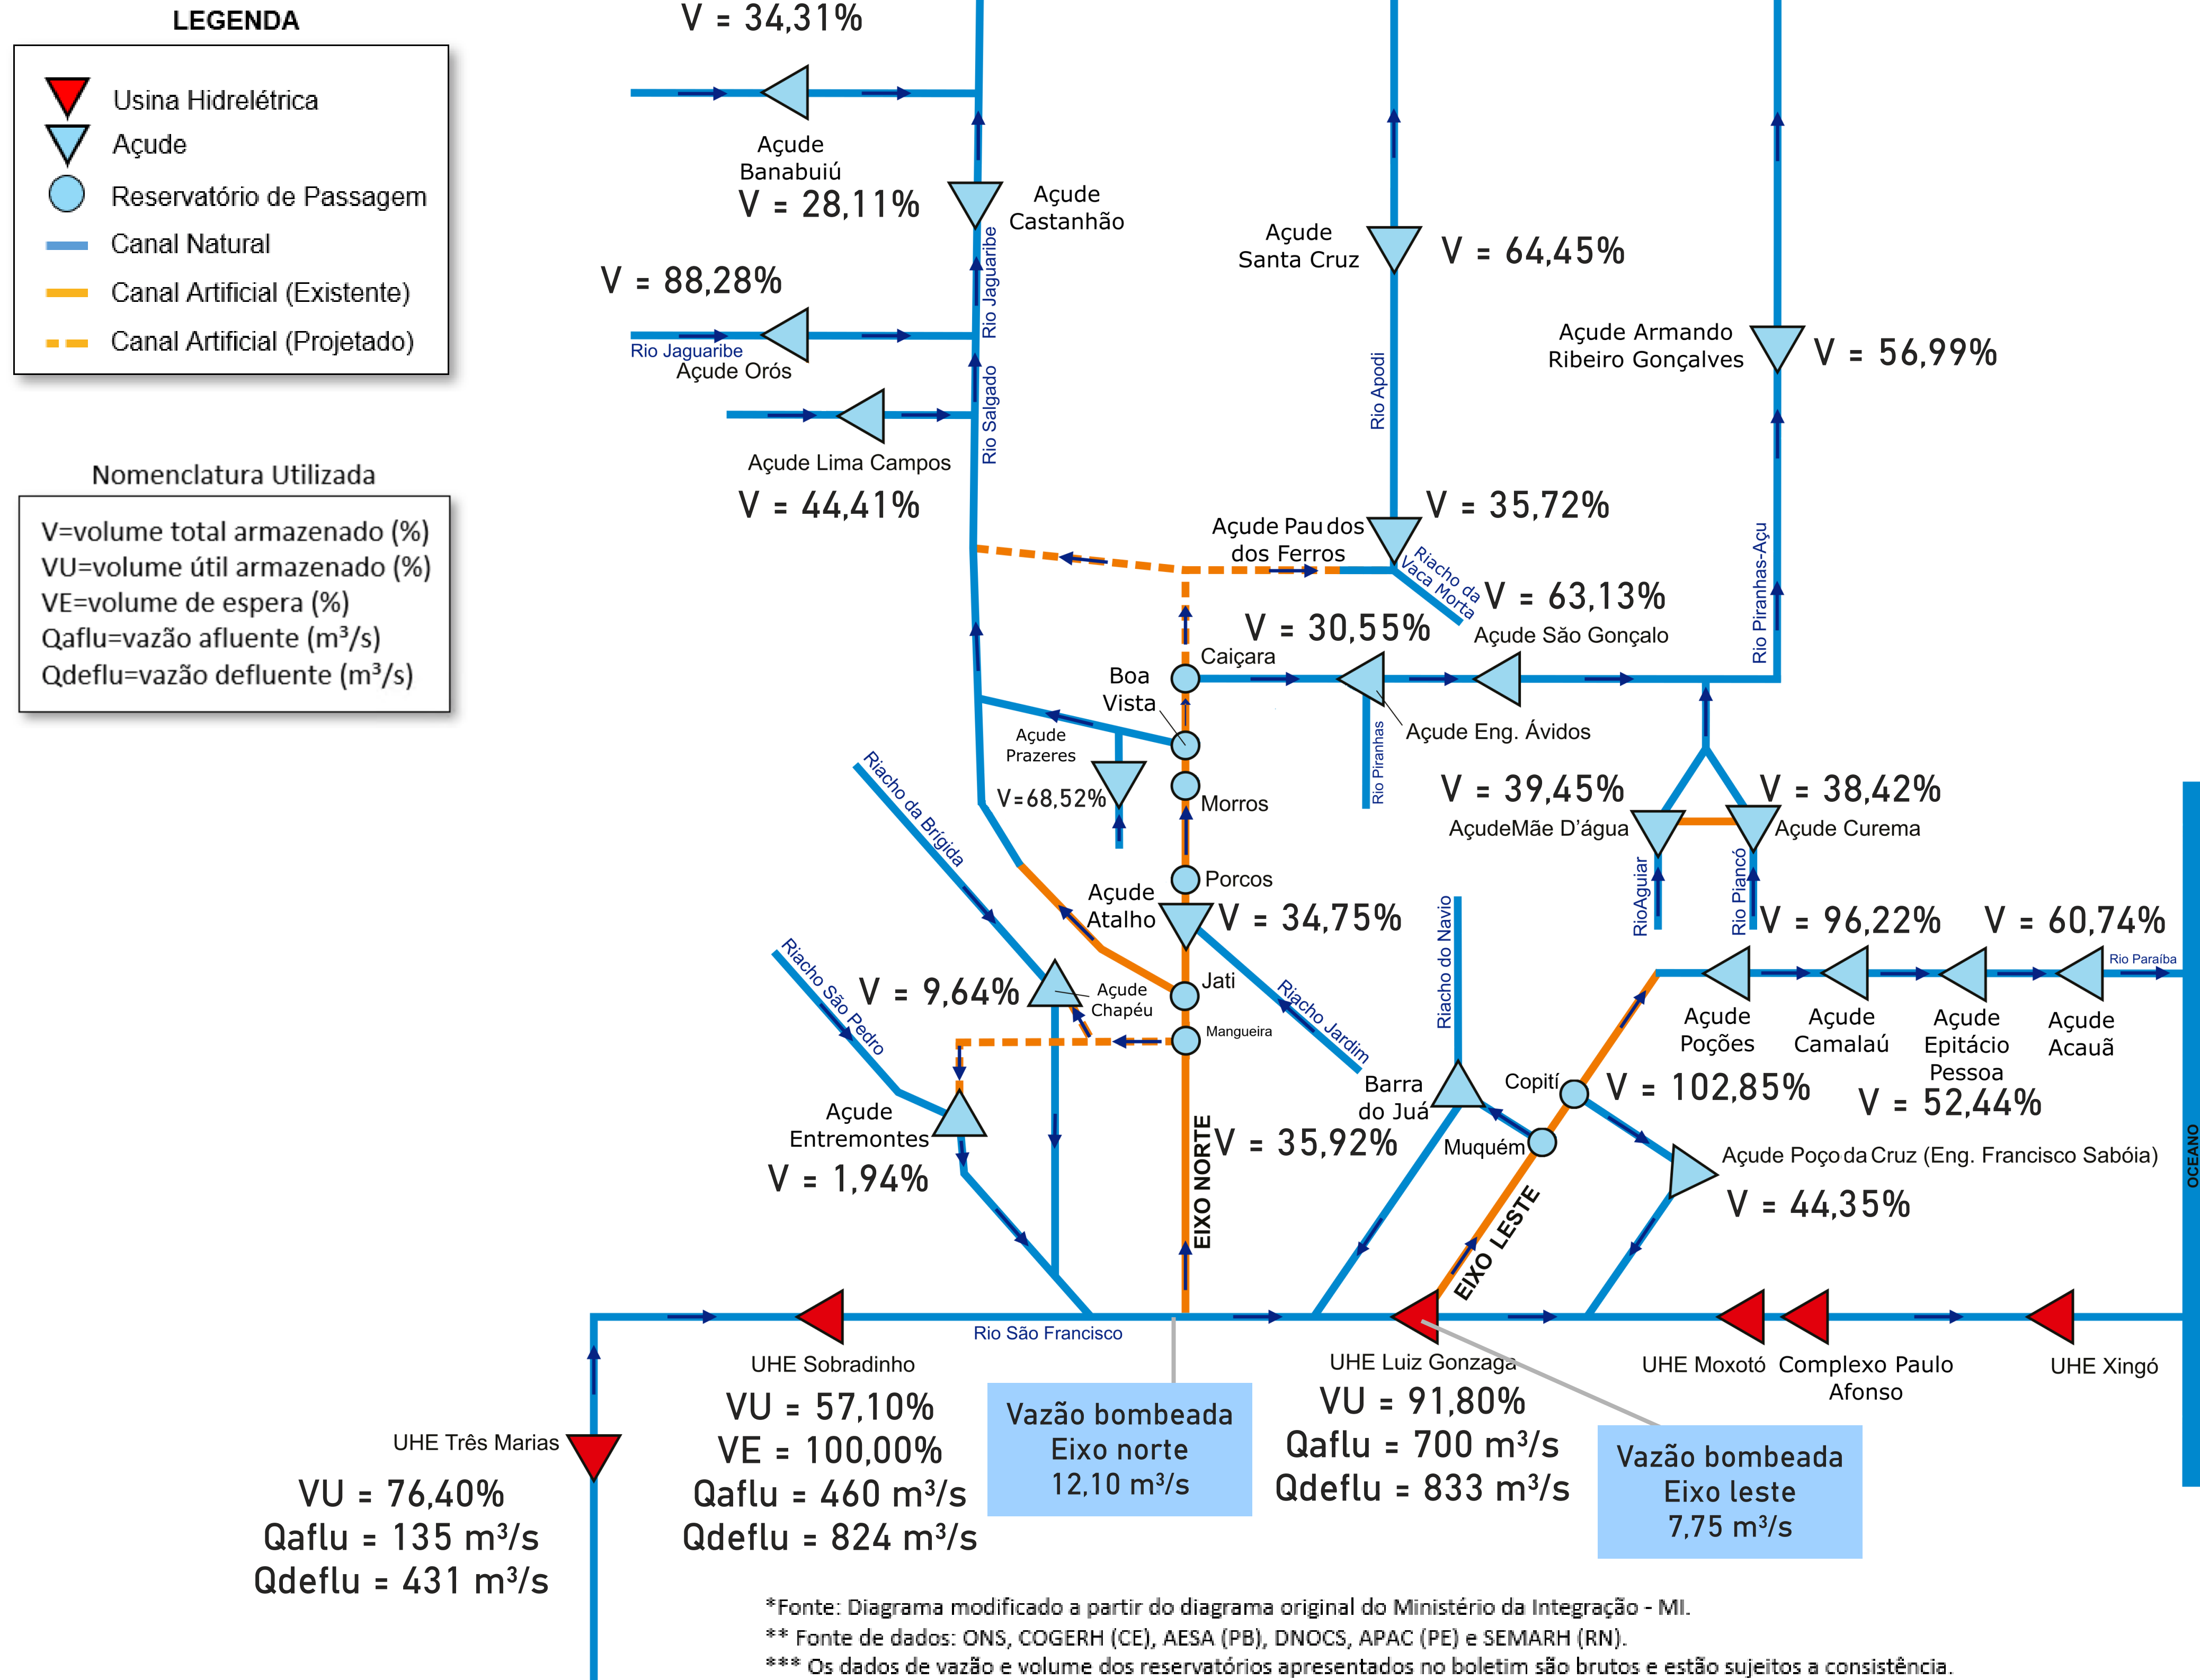 LEGENDA
Usina Hidrelétrica
Açude
Reservatório de Passagem
Canal Natural
Canal Artificial (Existente)
Canal Artificial (Projetado)
Nomenclatura Utilizada
V=volume total armazenado (%)
VU=volume útil armazenado (%)
VE=volume de espera (%)
Qaflu=vazão afluente (m³/s)
Qdeflu=vazão defluente (m³/s)
V = 34,31%
Açude
Banabuiú
V = 28,11%
Açude
Castanhão
Rio Jaguaribe
V = 88,28%
Rio Jaguaribe
Açude Orós
Rio Salgado
Açude Lima Campos
V = 44,41%
Açude
Santa Cruz
V = 64,45%
Rio Apodi
Açude Armando
Ribeiro Gonçalves
V = 56,99%
Rio Piranhas-Açu
Açude Pau dos
dos Ferros
V = 35,72%
Riacho da
Vaca Morta
V = 63,13%
Açude São Gonçalo
V = 30,55%
Caiçara
Boa
Vista
Açude Eng. Ávidos
Rio Piranhas
Açude
Prazeres
V=68,52%
Morros
V = 39,45%
AçudeMãe D'água
V = 38,42%
Açude Curema
RioAguiar
Rio Piancó
Riacho da Brígida
Porcos
Açude
Atalho
V = 34,75%
Riacho do Navio
V = 96,22%
V = 60,74%
Rio Paraíba
Riacho São Pedro
V = 9,64%
Açude
Chapéu
Jati
Mangueira
Riacho Jardim
Açude
Poções
Açude
Camalaú
Açude
Epitácio
Pessoa
Açude
Acauã
V = 102,85%
V = 52,44%
Açude
Entremontes
V = 1,94%
EIXO NORTE
Barra
do Juá
V = 35,92%
Copití
Muquém
Açude Poço da Cruz (Eng. Francisco Sabóia)
V = 44,35%
EIXO LESTE
OCEANO
Rio São Francisco
UHE Sobradinho
VU = 57,10%
VE = 100,00%
Qaflu = 460 m³/s
Qdeflu = 824 m³/s
UHE Três Marias
VU = 76,40%
Qaflu = 135 m³/s
Qdeflu = 431 m³/s
Vazão bombeada
Eixo norte
12,10 m³/s
UHE Luiz Gonzaga
VU = 91,80%
Qaflu = 700 m³/s
Qdeflu = 833 m³/s
Vazão bombeada
Eixo leste
7,75 m³/s
UHE Moxotó
Complexo Paulo
Afonso
UHE Xingó
*Fonte: Diagrama modificado a partir do diagrama original do Ministério da Integração - MI.
** Fonte de dados: ONS, COGERH (CE), AESA (PB), DNOCS, APAC (PE) e SEMARH (RN).
*** Os dados de vazão e volume dos reservatórios apresentados no boletim são brutos e estão sujeitos a consistência.